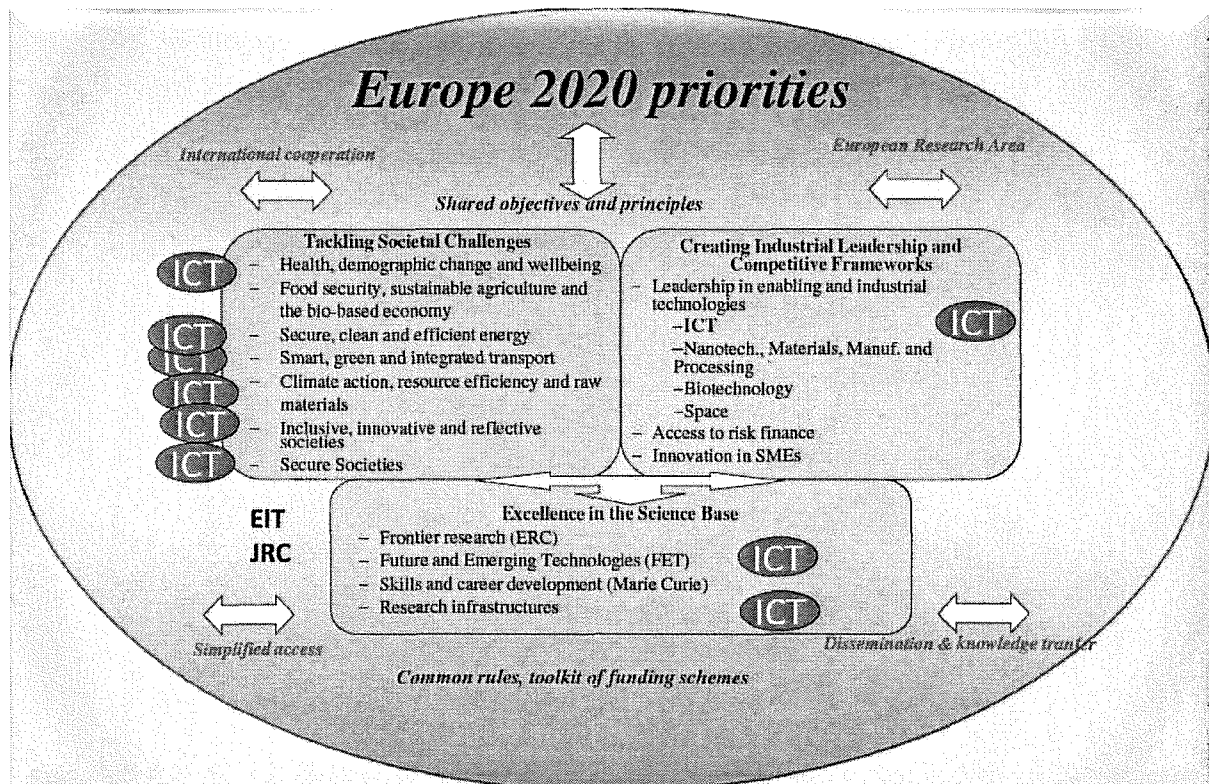 Europe 2020 priorities
International cooperation
European Research Area
Shared objectives and principles
Tackling Societal Challenges
ICT
– Health, demographic change and wellbeing
– Food security, sustainable agriculture and
the bio-based economy
ICT
– Secure, clean and efficient energy
ICT
– Smart, green and integrated transport
ICT
– Climate action, resource efficiency and raw
materials
ICT
– Inclusive, innovative and reflective
societies
ICT
– Secure Societies
Creating Industrial Leadership and
Competitive Frameworks
– Leadership in enabling and industrial
technologies
ICT
–ICT
–Nanotech., Materials, Manuf. and
Processing
–Biotechnology
–Space
– Access to risk finance
– Innovation in SMEs
EIT
JRC
Excellence in the Science Base
– Frontier research (ERC)
– Future and Emerging Technologies (FET)
ICT
– Skills and career development (Marie Curie)
– Research infrastructures
ICT
Simplified access
Dissemination & knowledge tranfer
Common rules, toolkit of funding schemes